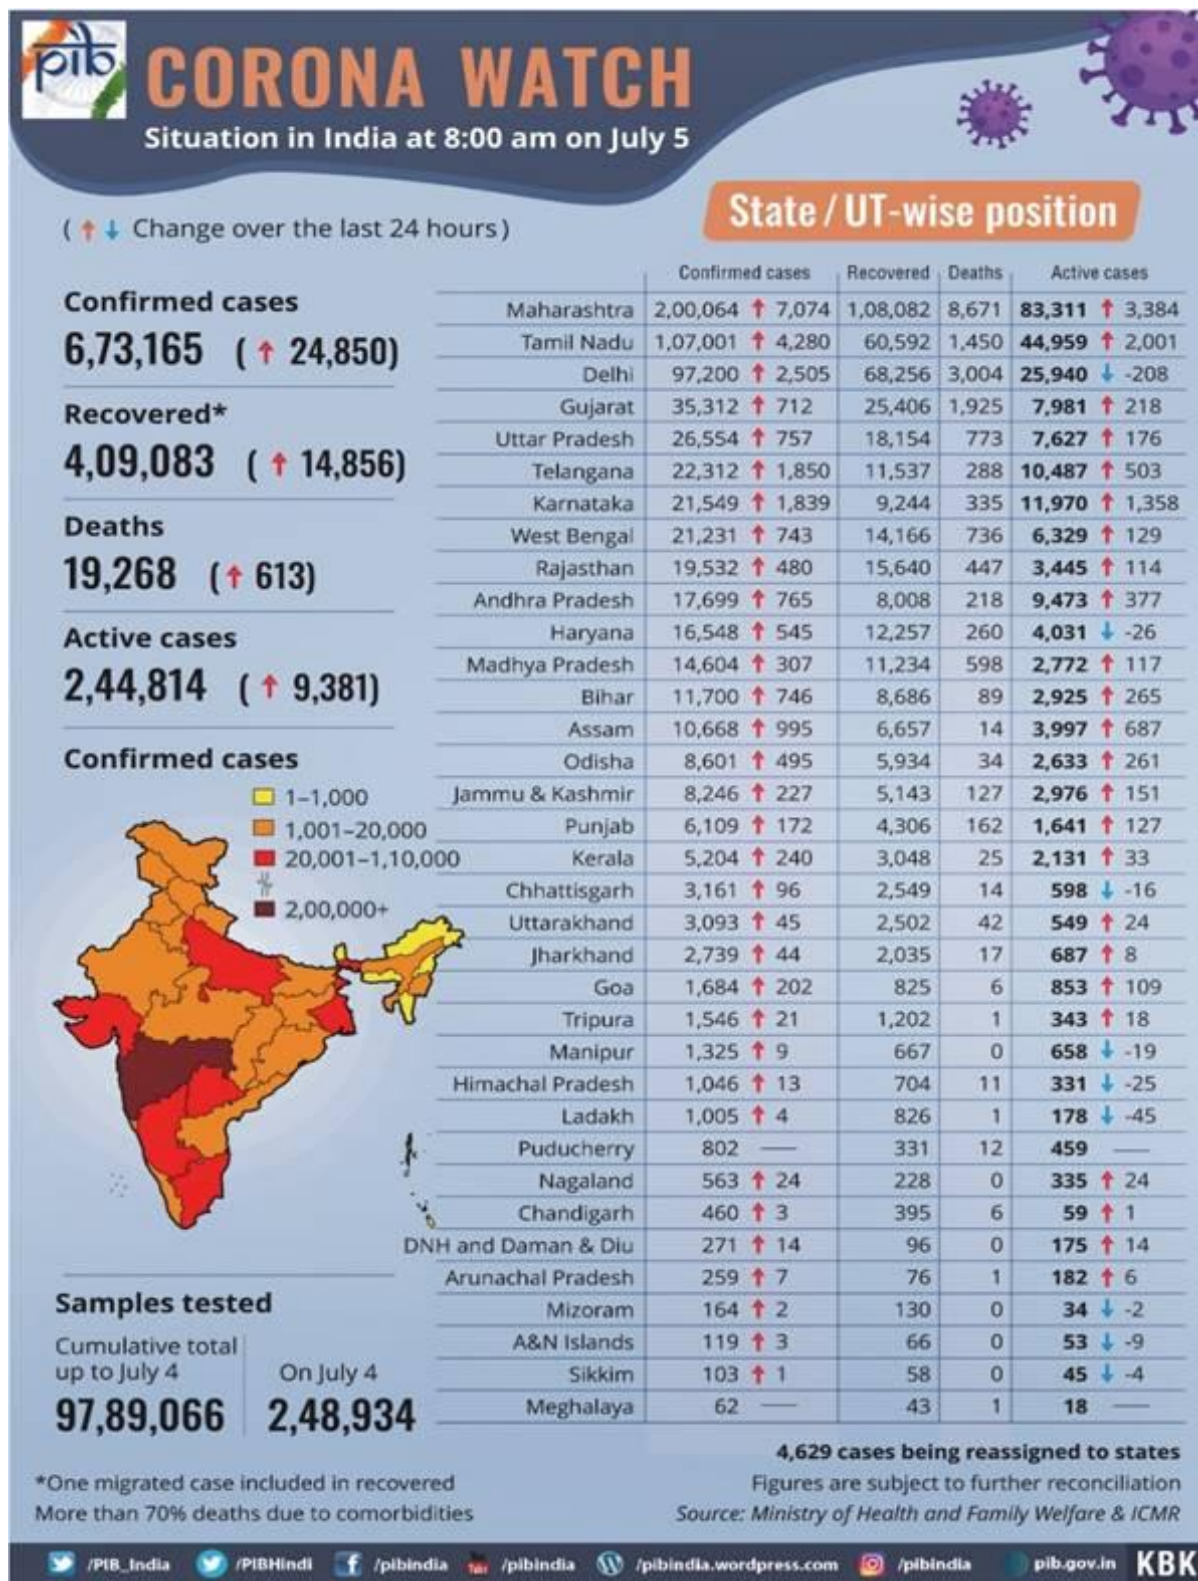 pib
CORONA WATCH
Situation in India at 8:00 am on July 5
(↑↓ Change over the last 24 hours)
Confirmed cases
6,73,165 (↑ 24,850)
Recovered*
4,09,083 (↑ 14,856)
Deaths
19,268 (↑ 613)
Active cases
2,44,814 (↑ 9,381)
Confirmed cases
1–1,000
1,001–20,000
20,001–1,10,000
2,00,000+
Samples tested
Cumulative total
up to July 4
97,89,066
On July 4
2,48,934
State / UT-wise position
Confirmed cases Recovered Deaths Active cases
Maharashtra 2,00,064 ↑ 7,074 1,08,082 8,671 83,311 ↑ 3,384
Tamil Nadu 1,07,001 ↑ 4,280 60,592 1,450 44,959 ↑ 2,001
Delhi 97,200 ↑ 2,505 68,256 3,004 25,940 ↓ -208
Gujarat 35,312 ↑ 712 25,406 1,925 7,981 ↑ 218
Uttar Pradesh 26,554 ↑ 757 18,154 773 7,627 ↑ 176
Telangana 22,312 ↑ 1,850 11,537 288 10,487 ↑ 503
Karnataka 21,549 ↑ 1,839 9,244 335 11,970 ↑ 1,358
West Bengal 21,231 ↑ 743 14,166 736 6,329 ↑ 129
Rajasthan 19,532 ↑ 480 15,640 447 3,445 ↑ 114
Andhra Pradesh 17,699 ↑ 765 8,008 218 9,473 ↑ 377
Haryana 16,548 ↑ 545 12,257 260 4,031 ↓ -26
Madhya Pradesh 14,604 ↑ 307 11,234 598 2,772 ↑ 117
Bihar 11,700 ↑ 746 8,686 89 2,925 ↑ 265
Assam 10,668 ↑ 995 6,657 14 3,997 ↑ 687
Odisha 8,601 ↑ 495 5,934 34 2,633 ↑ 261
Jammu & Kashmir 8,246 ↑ 227 5,143 127 2,976 ↑ 151
Punjab 6,109 ↑ 172 4,306 162 1,641 ↑ 127
Kerala 5,204 ↑ 240 3,048 25 2,131 ↑ 33
Chhattisgarh 3,161 ↑ 96 2,549 14 598 ↓ -16
Uttarakhand 3,093 ↑ 45 2,502 42 549 ↑ 24
Jharkhand 2,739 ↑ 44 2,035 17 687 ↑ 8
Goa 1,684 ↑ 202 825 6 853 ↑ 109
Tripura 1,546 ↑ 21 1,202 1 343 ↑ 18
Manipur 1,325 ↑ 9 667 0 658 ↓ -19
Himachal Pradesh 1,046 ↑ 13 704 11 331 ↓ -25
Ladakh 1,005 ↑ 4 826 1 178 ↓ -45
Puducherry 802 — 331 12 459 —
Nagaland 563 ↑ 24 228 0 335 ↑ 24
Chandigarh 460 ↑ 3 395 6 59 ↑ 1
DNH and Daman & Diu 271 ↑ 14 96 0 175 ↑ 14
Arunachal Pradesh 259 ↑ 7 76 1 182 ↑ 6
Mizoram 164 ↑ 2 130 0 34 ↓ -2
A&N Islands 119 ↑ 3 66 0 53 ↓ -9
Sikkim 103 ↑ 1 58 0 45 ↓ -4
Meghalaya 62 — 43 1 18 —
4,629 cases being reassigned to states
*One migrated case included in recovered
Figures are subject to further reconciliation
More than 70% deaths due to comorbidities
Source: Ministry of Health and Family Welfare & ICMR
/PIB_India /PIBHindi /pibindia /pibindia /pibindia.wordpress.com /pibindia pib.gov.in KBK